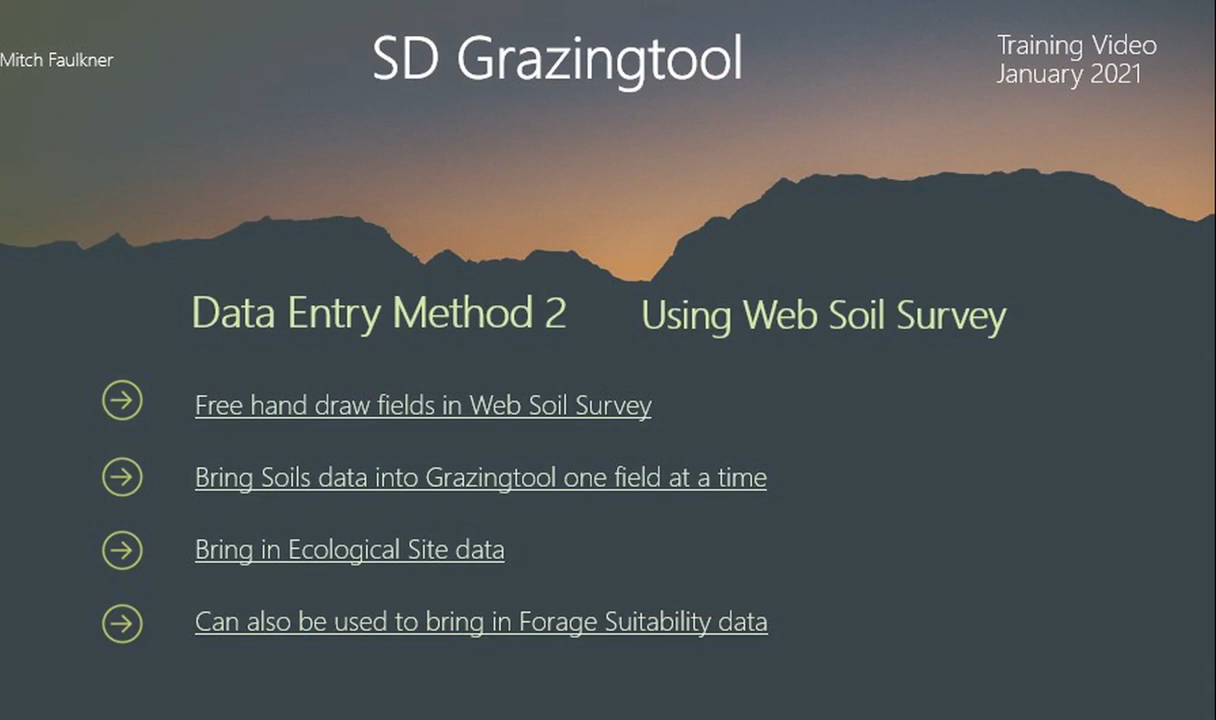 Mitch Faulkner
SD Grazingtool
Training Video
January 2021
Data Entry Method 2
Using Web Soil Survey
Free hand draw fields in Web Soil Survey
Bring Soils data into Grazingtool one field at a time
Bring in Ecological Site data
Can also be used to bring in Forage Suitability data